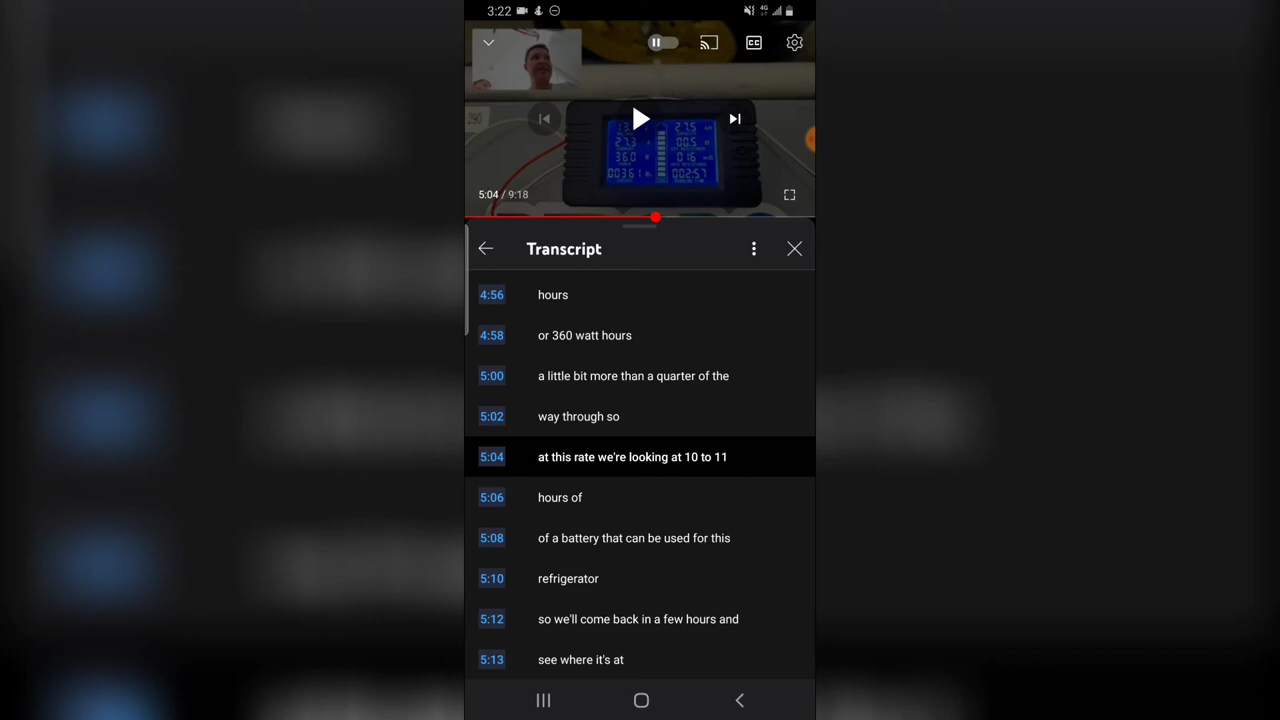 3:22
4G
CC
360
5:04 / 9:18
Transcript
4:56 hours
4:58 or 360 watt hours
5:00 a little bit more than a quarter of the
5:02 way through so
5:04 at this rate we're looking at 10 to 11
5:06 hours of
5:08 of a battery that can be used for this
5:10 refrigerator
5:12 so we'll come back in a few hours and
5:13 see where it's at